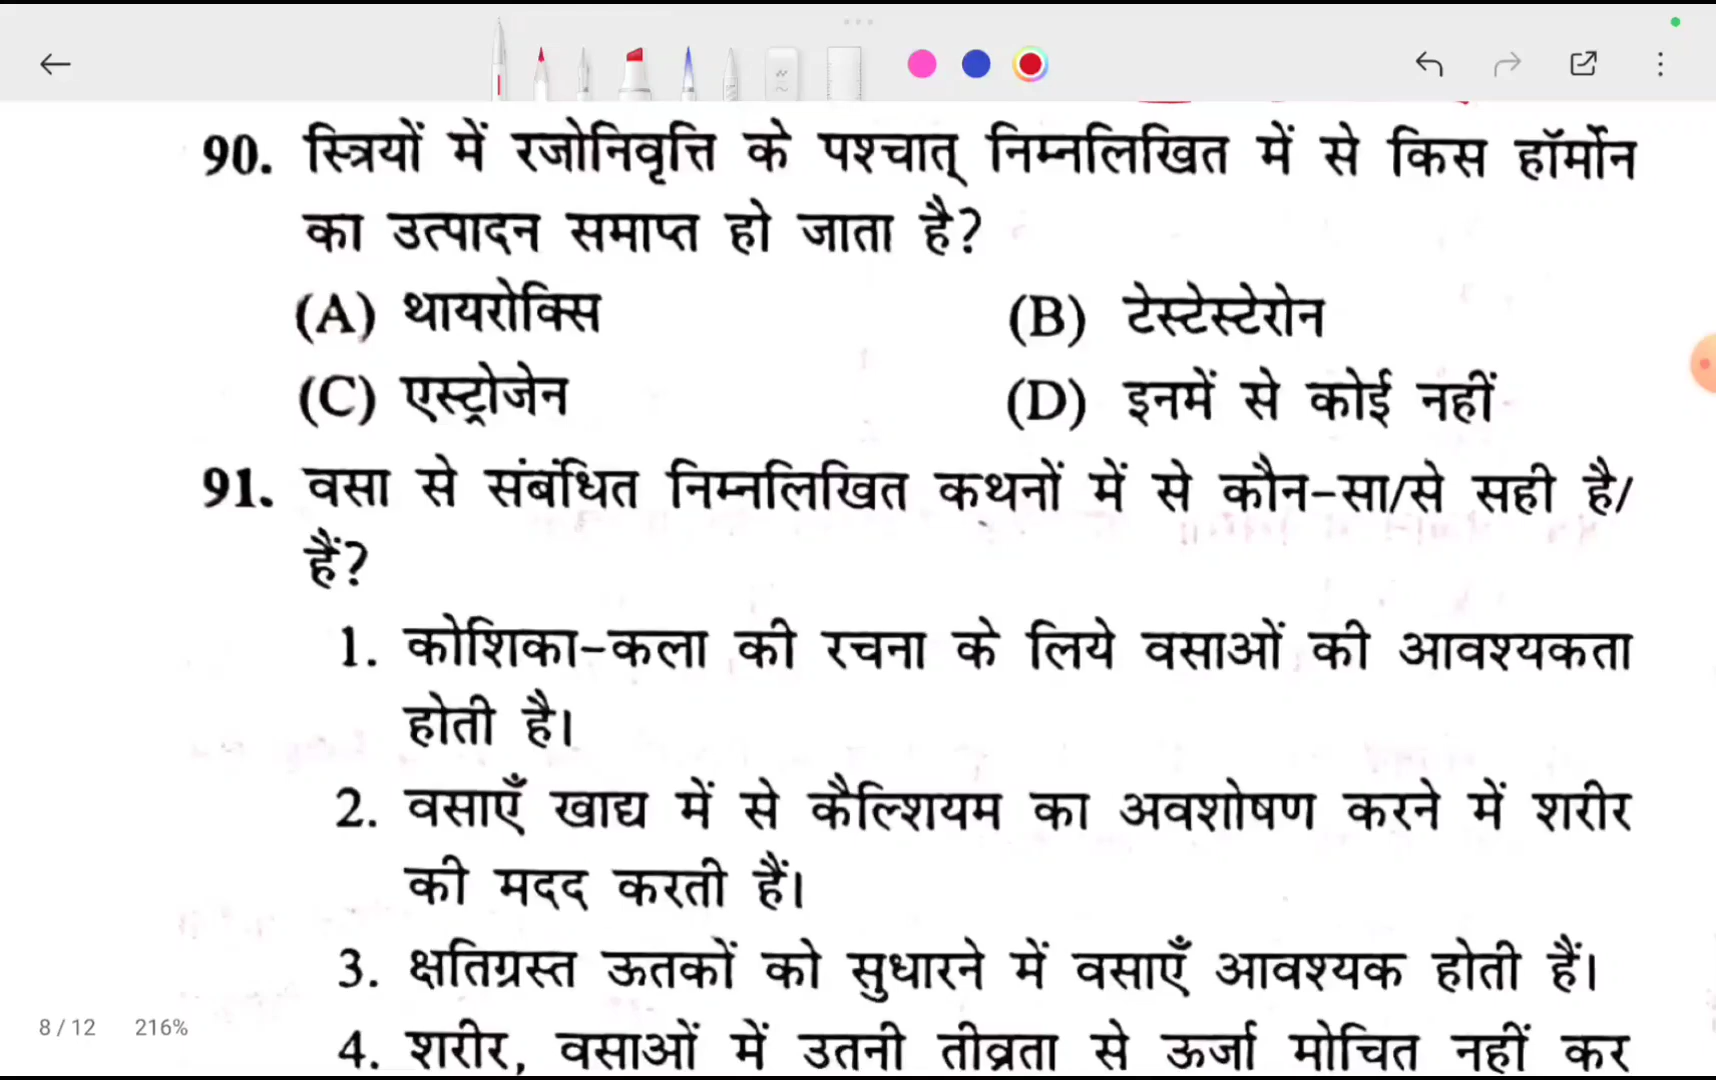 90. स्त्रियों में रजोनिवृत्ति के पश्चात् निम्नलिखित में से किस हॉर्मोन
का उत्पादन समाप्त हो जाता है?
(A) थायरोक्सि (B) टेस्टेस्टेरोन
(C) एस्ट्रोजेन (D) इनमें से कोई नहीं
91. वसा से संबंधित निम्नलिखित कथनों में से कौन-सा/से सही है/
हैं?
1. कोशिका-कला की रचना के लिये वसाओं की आवश्यकता
होती है।
2. वसाएँ खाद्य में से कैल्शियम का अवशोषण करने में शरीर
की मदद करती हैं।
3. क्षतिग्रस्त ऊतकों को सुधारने में वसाएँ आवश्यक होती हैं।
4. शरीर, वसाओं में उतनी तीव्रता से ऊर्जा मोचित नहीं कर
8 / 12 216%